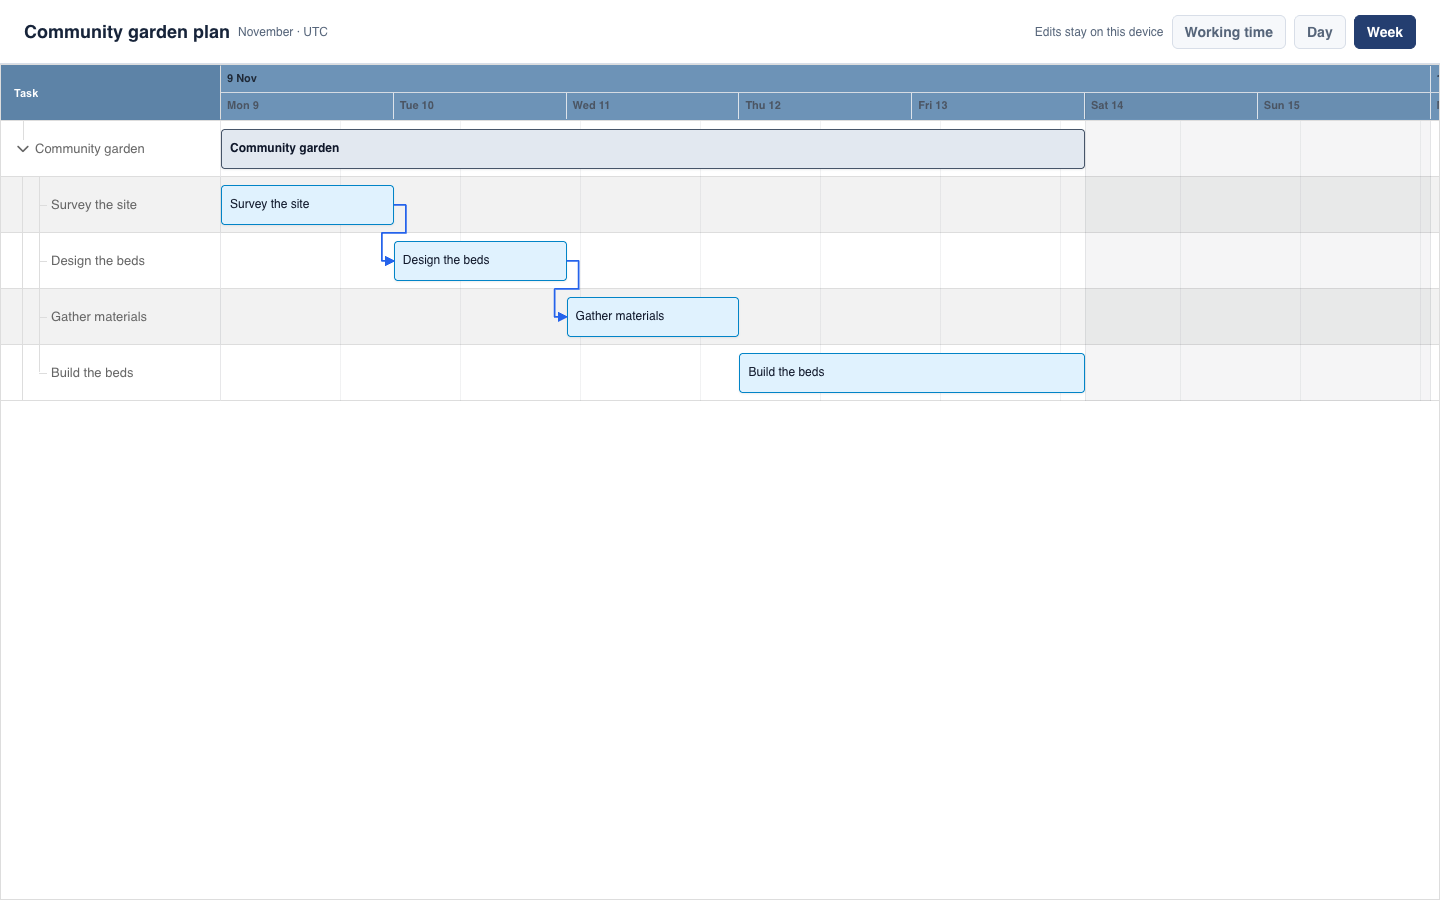 Community garden plan
November · UTC
Edits stay on this device
Working time
Day
Week
Task
9 Nov
Mon 9
Tue 10
Wed 11
Thu 12
Fri 13
Sat 14
Sun 15
Community garden
Community garden
Survey the site
Survey the site
Design the beds
Design the beds
Gather materials
Gather materials
Build the beds
Build the beds